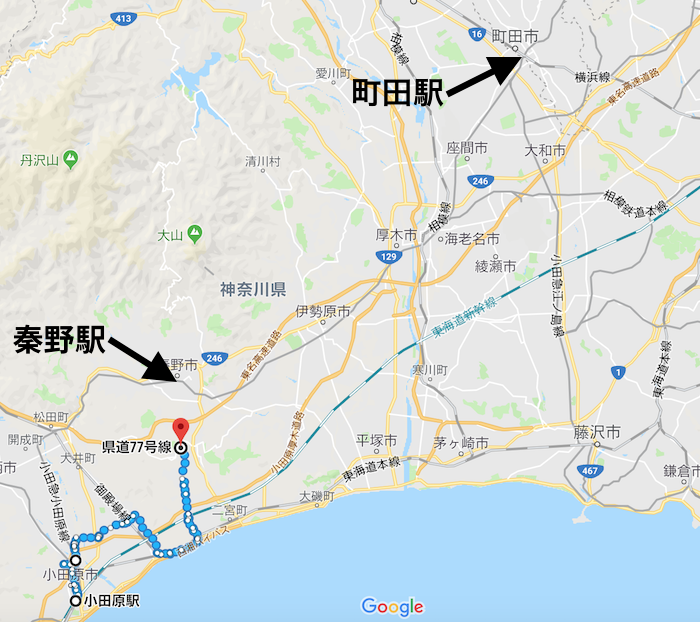 413
16
町田市
相模線
横浜線
町田駅
東名高速道路
愛川町
丹沢山
清川村
座間市
大和市
246
相模鉄道本線
大山
相模線
厚木市
海老名市
129
綾瀬市
神奈川県
小田急江ノ島線
東海道新幹線
伊勢原市
秦野駅
野市
246
東名高速道路
寒川町
1
東海道本線
松田町
県道77号線
開成町
大井町
小田原厚木道路
平塚市
茅ヶ崎市
藤沢市
東海道本線
467
鎌倉市
小田急小田原線
御殿場線
大磯町
二宮町
イパス
小田原市
小田原駅
Google